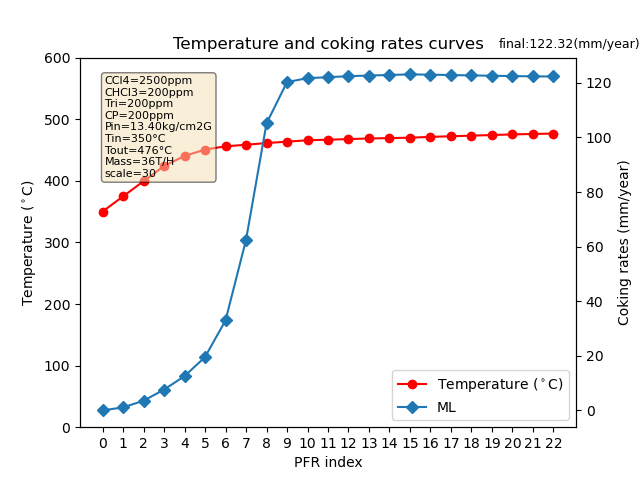 Temperature and coking rates curves final:122.32(mm/year)
CCl4=2500ppm
CHCl3=200ppm
Tri=200ppm
CP=200ppm
Pin=13.40kg/cm2G
Tin=350°C
Tout=476°C
Mass=36T/H
scale=30
600
500
400
300
200
100
0
Temperature (°C)
120
100
80
60
40
20
0
Coking rates (mm/year)
Temperature (°C)
ML
0 1 2 3 4 5 6 7 8 9 10 11 12 13 14 15 16 17 18 19 20 21 22
PFR index